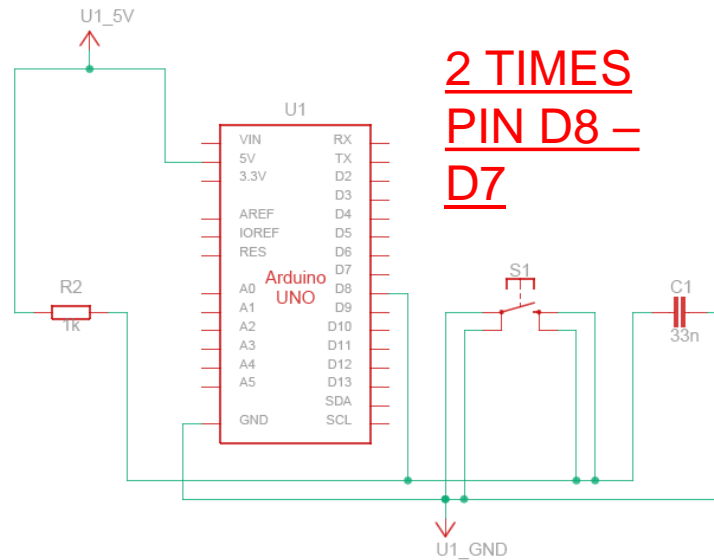 U1_5V
2 TIMES
PIN D8 –
D7
U1
VIN RX
5V TX
3.3V D2
D3
AREF D4
IOREF D5
RES D6
D7
A0 D8
A1 D9
A2 D10
A3 D11
A4 D12
A5 D13
SDA
GND SCL
Arduino
UNO
R2
1k
S1
C1
33n
U1_GND